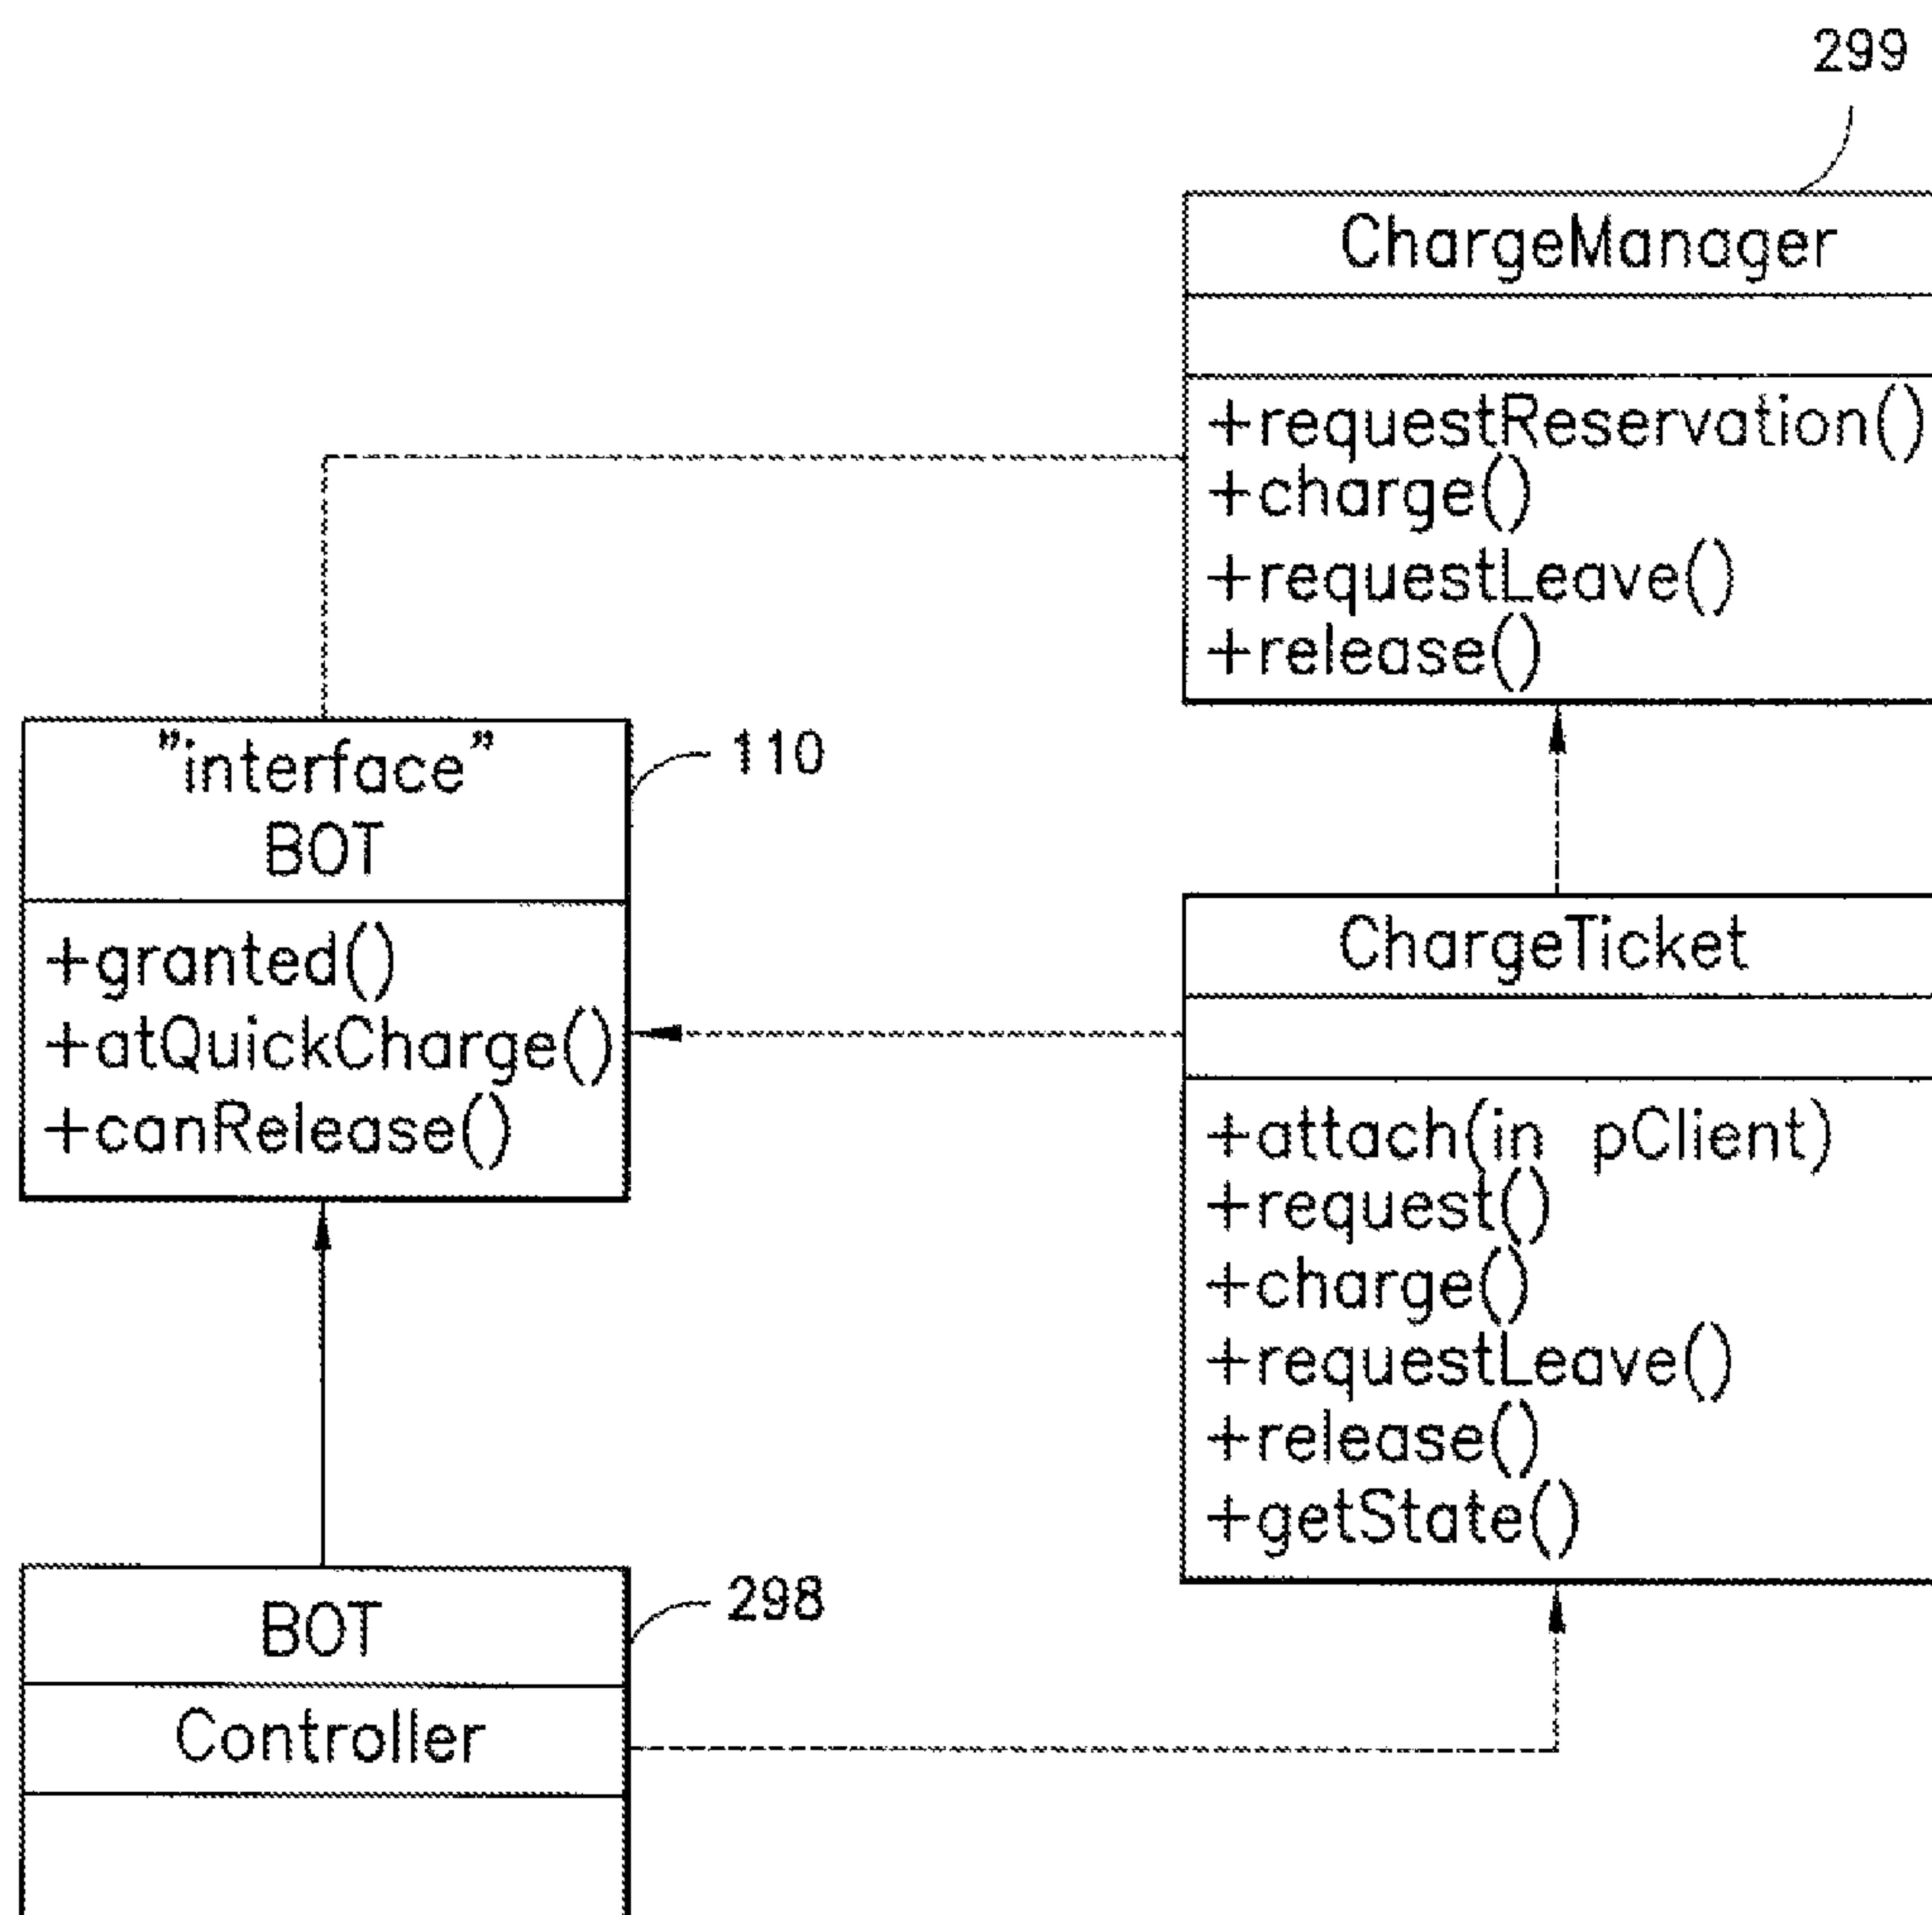 299
ChargeManager
+requestReservation()
+charge()
+requestLeave()
+release()
"interface"
BOT
110
+granted()
+atQuickCharge()
+canRelease()
ChargeTicket
+attach(in pClient)
+request()
+charge()
+requestLeave()
+release()
+getState()
BOT
298
Controller